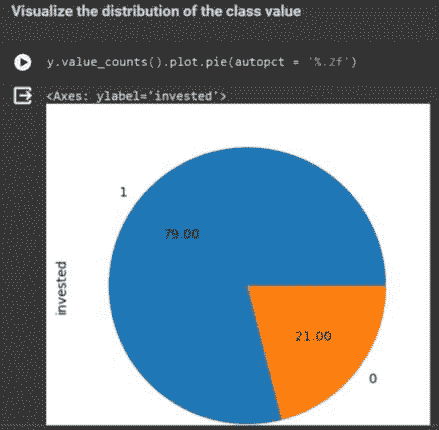 Visualize the distribution of the class value
y.value_counts().plot.pie(autopct = '%.2f')
<Axes: ylabel='invested'>
1
79.00
invested
21.00
0